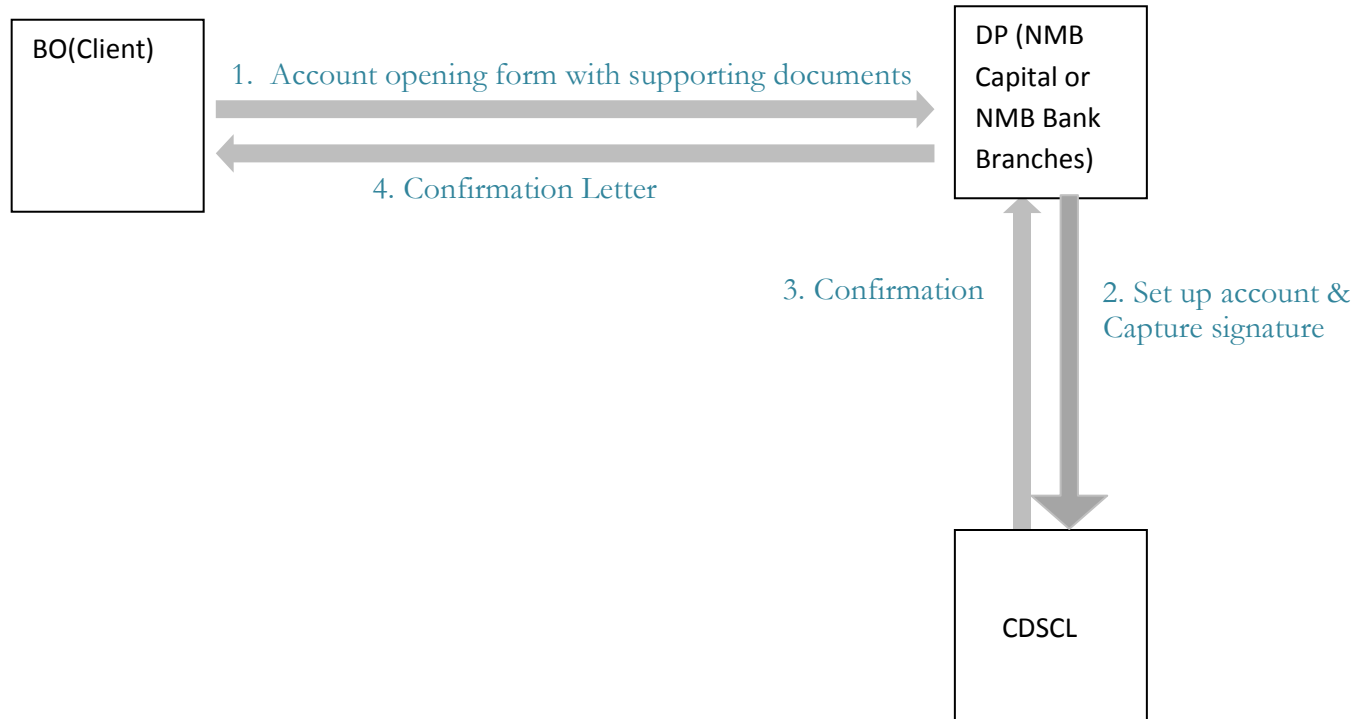 BO(Client)
1. Account opening form with supporting documents
DP (NMB
Capital or
NMB Bank
Branches)
4. Confirmation Letter
3. Confirmation
2. Set up account &
Capture signature
CDSCL